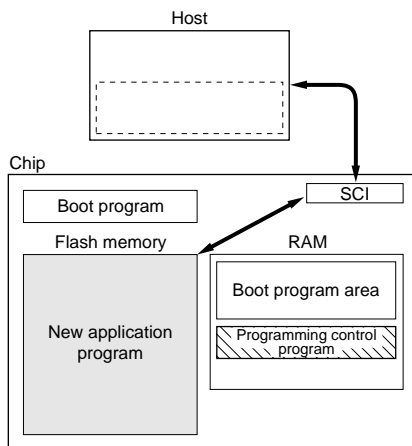 Host
Chip
SCI
Boot program
Flash memory
RAM
Boot program area
New application
program
Programming control
program